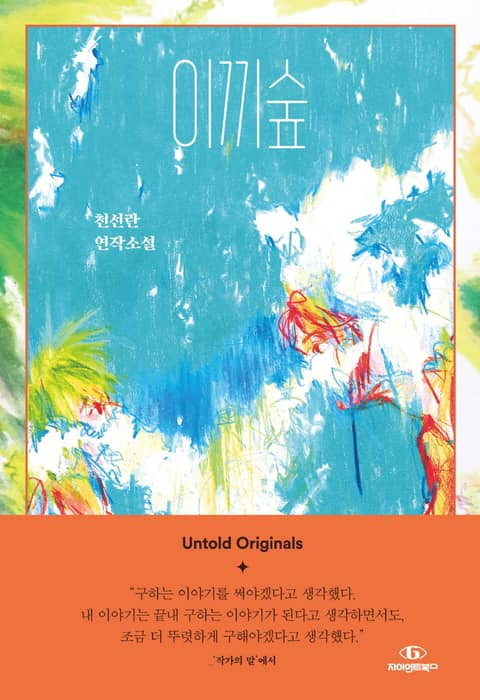 이끼숲
천선란
연작소설
Untold Originals
“구하는 이야기를 써야겠다고 생각했다.
내 이야기는 끝내 구하는 이야기가 된다고 생각하면서도,
조금 더 뚜렷하게 구해야겠다고 생각했다.”
_‘작가의 말’에서
자이언트북스